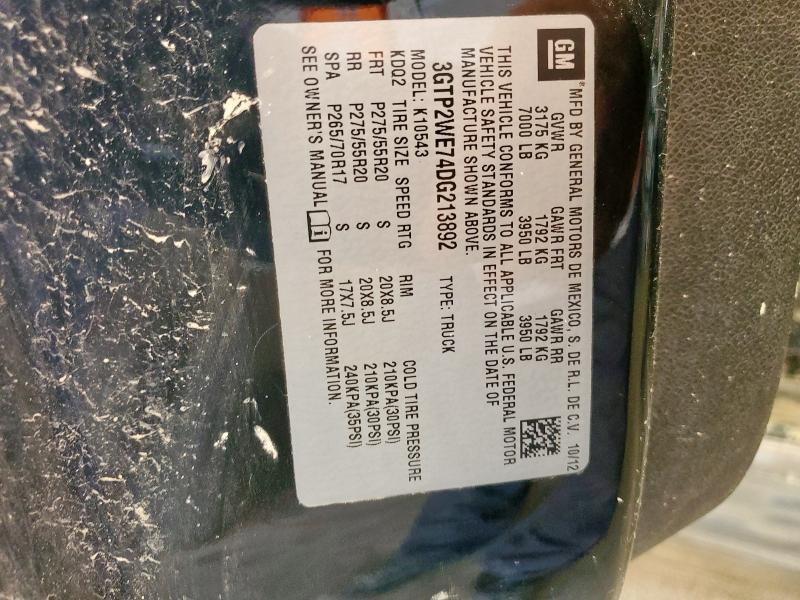 GM
®MFD BY GENERAL MOTORS DE MEXICO, S. DE R.L. DE C.V. 10/12
GVWR GAWR FRT GAWR RR
3175 KG 1792 KG 1792 KG
7000 LB 3950 LB 3950 LB
THIS VEHICLE CONFORMS TO ALL APPLICABLE U.S. FEDERAL MOTOR
VEHICLE SAFETY STANDARDS IN EFFECT ON THE DATE OF
MANUFACTURE SHOWN ABOVE.
3GTP2WE74DG213892 TYPE: TRUCK
MODEL: K10543
KDQ2 TIRE SIZE SPEED RTG RIM COLD TIRE PRESSURE
FRT P275/55R20 S 20X8.5J 210KPA(30PSI)
RR P275/55R20 S 20X8.5J 210KPA(30PSI)
SPA P265/70R17 S 17X7.5J 240KPA(35PSI)
SEE OWNER'S MANUAL FOR MORE INFORMATION.